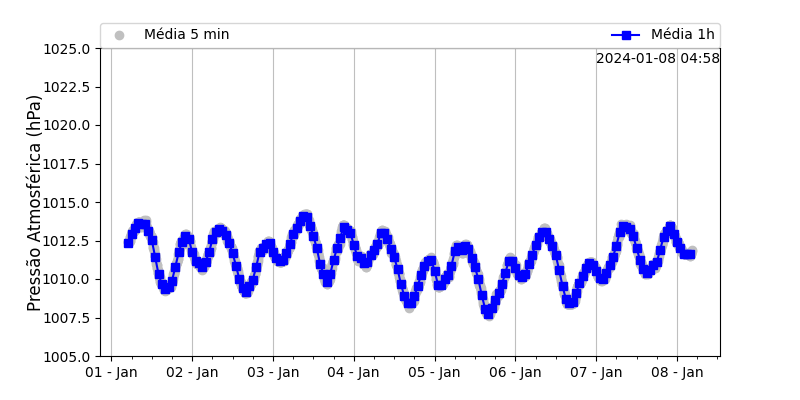 Média 5 min
Média 1h
2024-01-08 04:58
Pressão Atmosférica (hPa)
1025.0
1022.5
1020.0
1017.5
1015.0
1012.5
1010.0
1007.5
1005.0
01 - Jan
02 - Jan
03 - Jan
04 - Jan
05 - Jan
06 - Jan
07 - Jan
08 - Jan